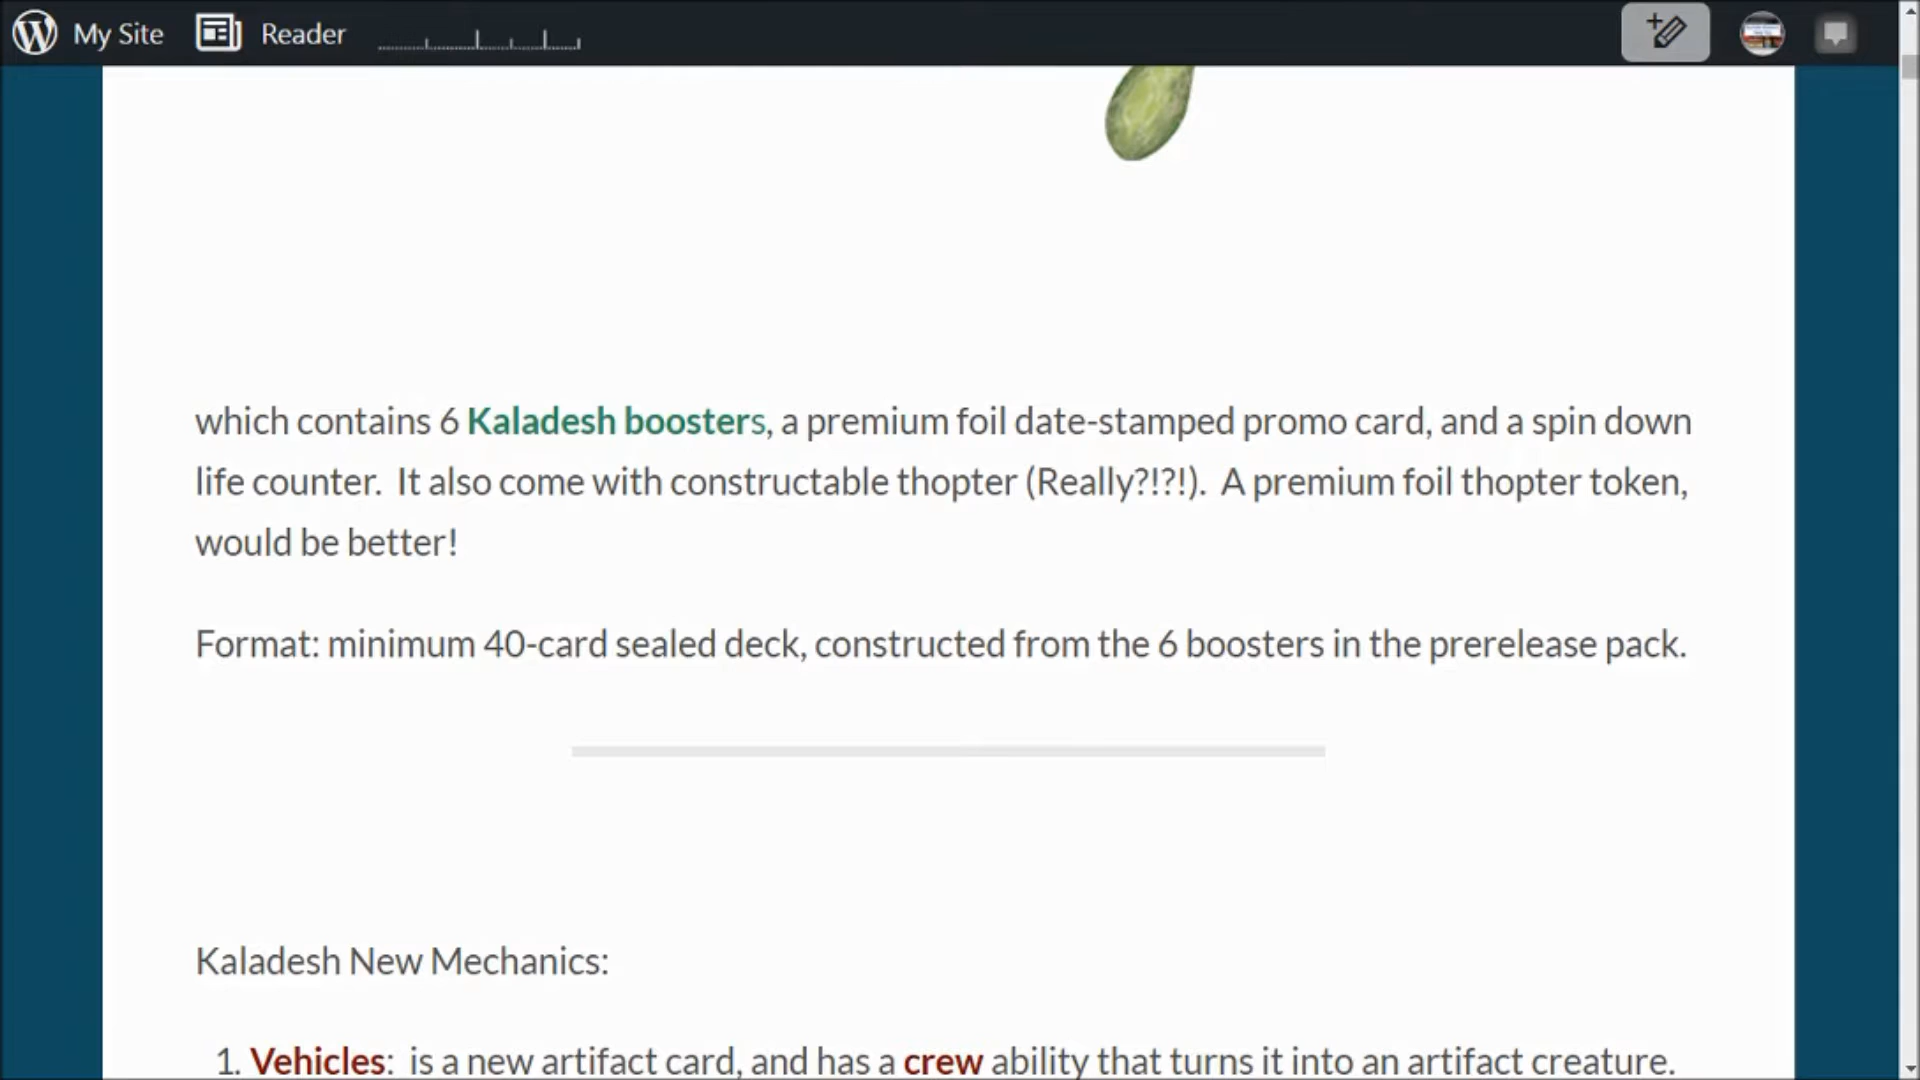 My Site Reader
which contains 6 Kaladesh boosters, a premium foil date-stamped promo card, and a spin down
life counter. It also come with constructable thopter (Really?!?!). A premium foil thopter token,
would be better!
Format: minimum 40-card sealed deck, constructed from the 6 boosters in the prerelease pack.
Kaladesh New Mechanics:
1. Vehicles: is a new artifact card, and has a crew ability that turns it into an artifact creature.